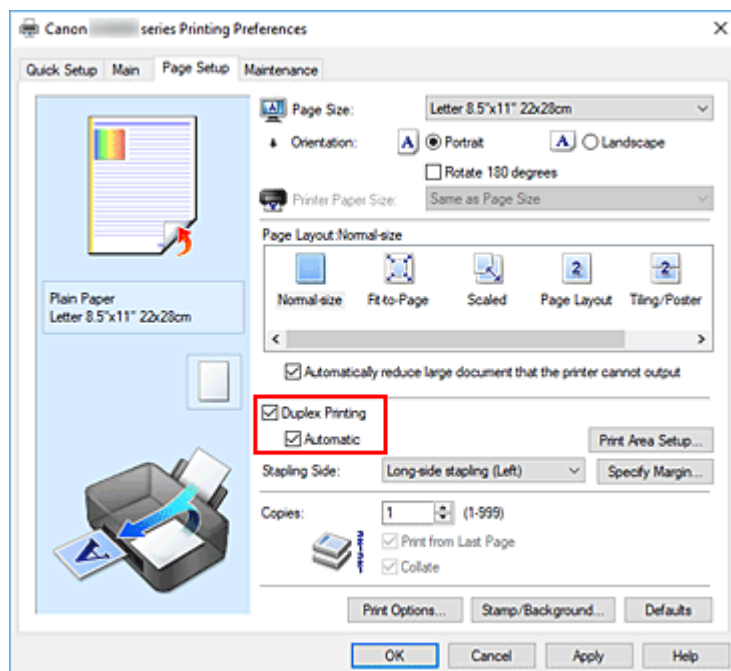 Canon series Printing Preferences
Quick Setup Main Page Setup Maintenance
Page Size: Letter 8.5"x11" 22x28cm
Orientation: A Portrait A Landscape
Rotate 180 degrees
Printer Paper Size: Same as Page Size
Page Layout:Normal-size
2 2
Normal-size Fit-to-Page Scaled Page Layout Tiling/Poster
Plain Paper
Letter 8.5"x11" 22x28cm
Automatically reduce large document that the printer cannot output
Duplex Printing
Automatic
Print Area Setup...
Stapling Side: Long-side stapling (Left) Specify Margin...
Copies: 1 (1-999)
Print from Last Page
Collate
A
Print Options... Stamp/Background... Defaults
OK Cancel Apply Help